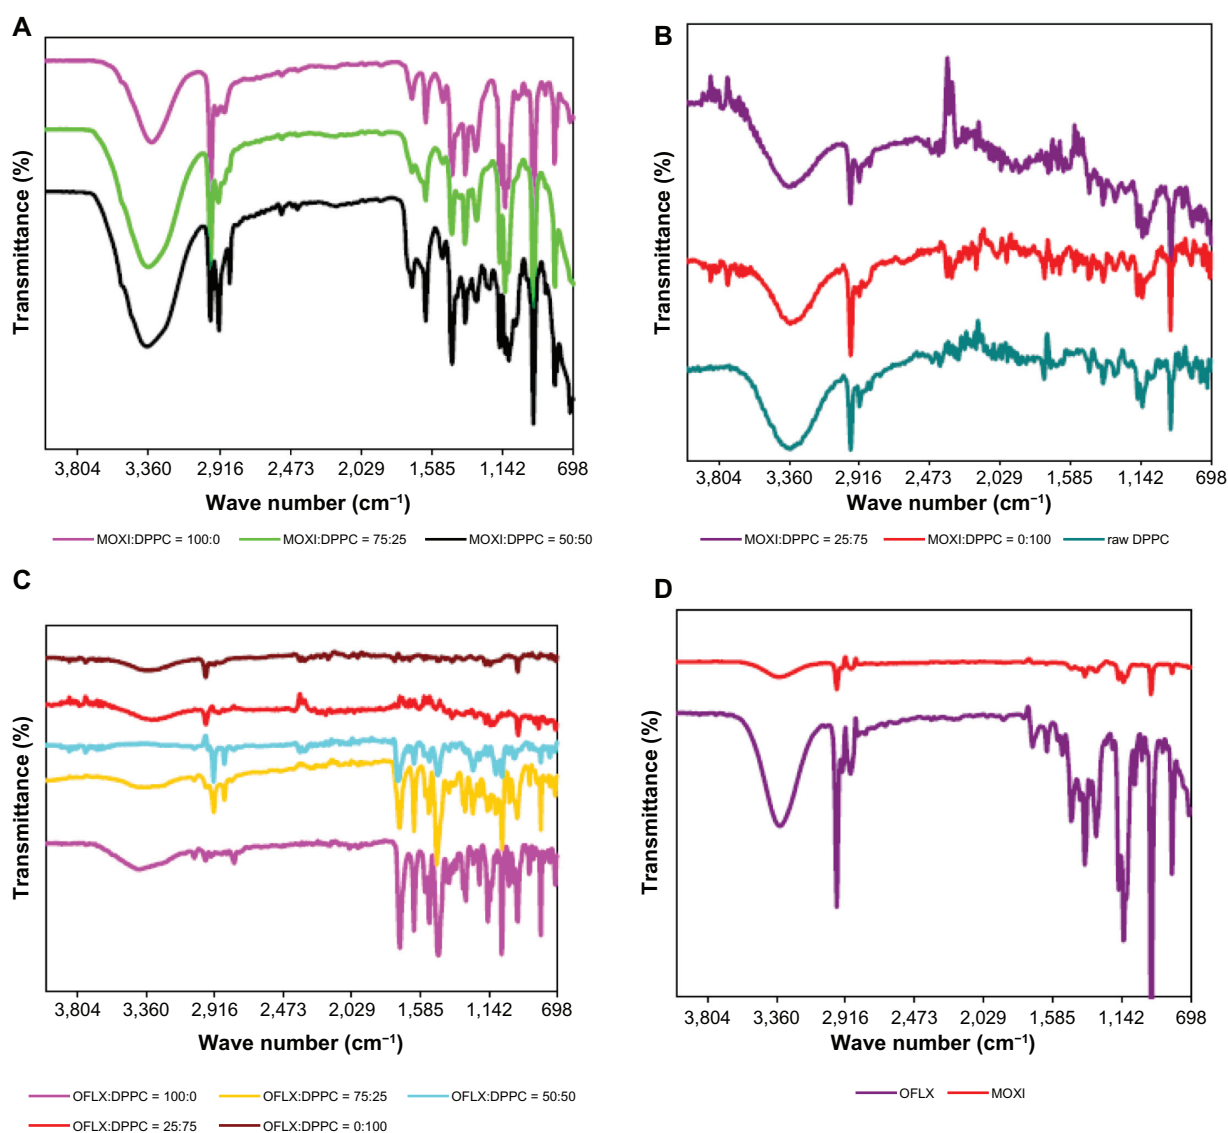 A
Transmittance (%)
3,804 3,360 2,916 2,473 2,029 1,585 1,142 698
Wave number (cm⁻¹)
MOXI:DPPC = 100:0 MOXI:DPPC = 75:25 MOXI:DPPC = 50:50
B
Transmittance (%)
3,804 3,360 2,916 2,473 2,029 1,585 1,142 698
Wave number (cm⁻¹)
MOXI:DPPC = 25:75 MOXI:DPPC = 0:100 raw DPPC
C
Transmittance (%)
3,804 3,360 2,916 2,473 2,029 1,585 1,142 698
Wave number (cm⁻¹)
OFLX:DPPC = 100:0 OFLX:DPPC = 75:25 OFLX:DPPC = 50:50
OFLX:DPPC = 25:75 OFLX:DPPC = 0:100
D
Transmittance (%)
3,804 3,360 2,916 2,473 2,029 1,585 1,142 698
Wave number (cm⁻¹)
OFLX MOXI